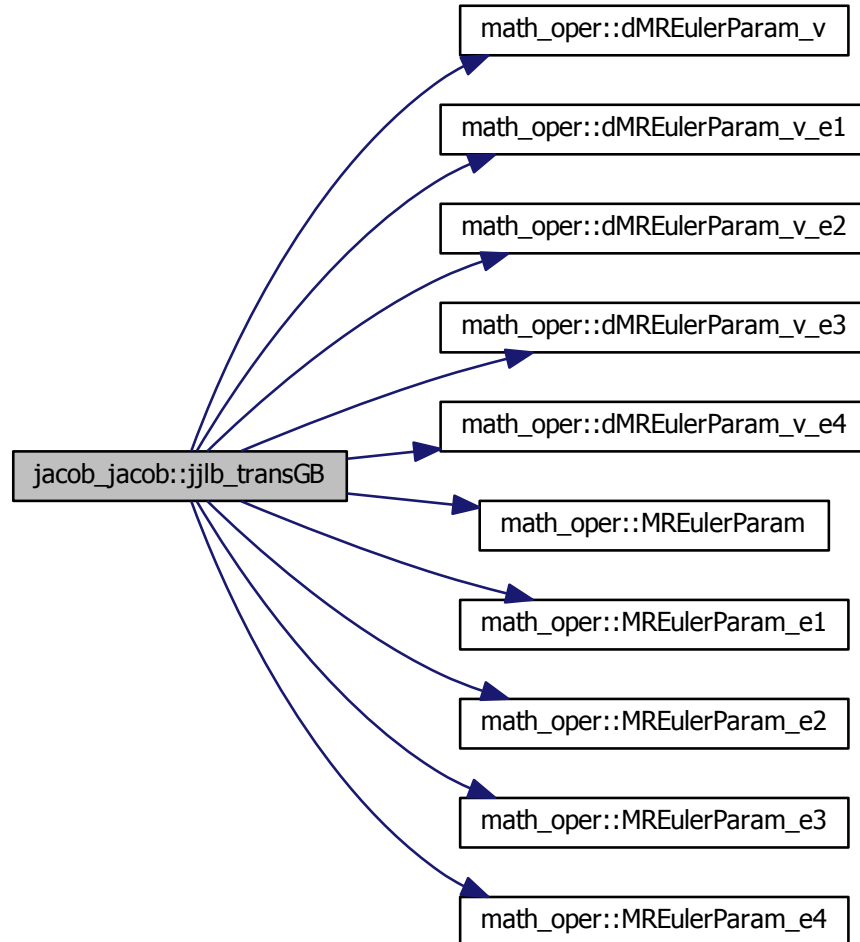 math_oper::dMREulerParam_v
math_oper::dMREulerParam_v_e1
math_oper::dMREulerParam_v_e2
math_oper::dMREulerParam_v_e3
math_oper::dMREulerParam_v_e4
jacob_jacob::jjlb_transGB
math_oper::MREulerParam
math_oper::MREulerParam_e1
math_oper::MREulerParam_e2
math_oper::MREulerParam_e3
math_oper::MREulerParam_e4